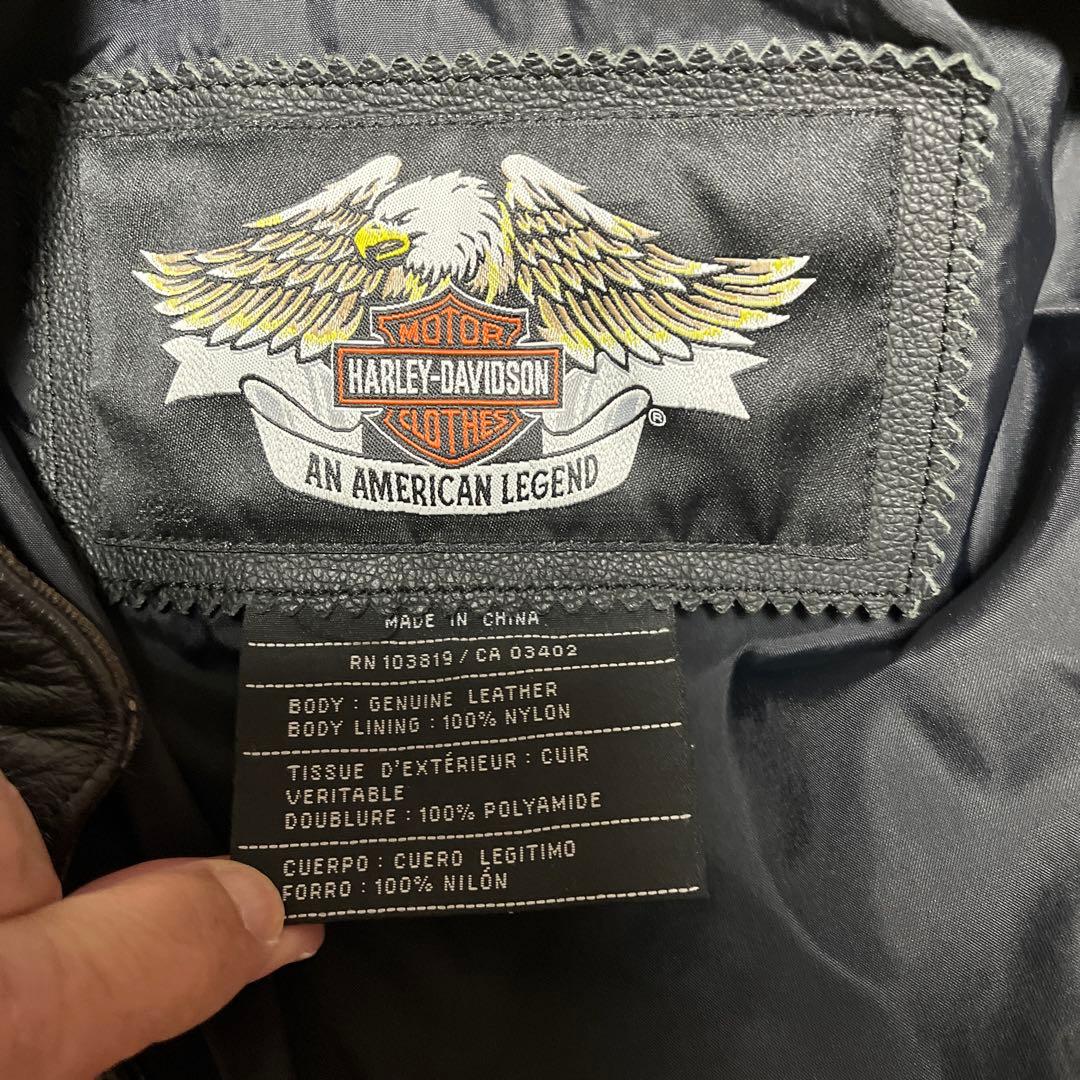 MOTOR
HARLEY-DAVIDSON
CLOTHES
®
AN AMERICAN LEGEND
MADE IN CHINA
RN 103819 / CA 03402
BODY : GENUINE LEATHER
BODY LINING : 100% NYLON
TISSUE D'EXTÉRIEUR : CUIR
VERITABLE
DOUBLURE : 100% POLYAMIDE
CUERPO : CUERO LEGITIMO
FORRO : 100% NILÓN